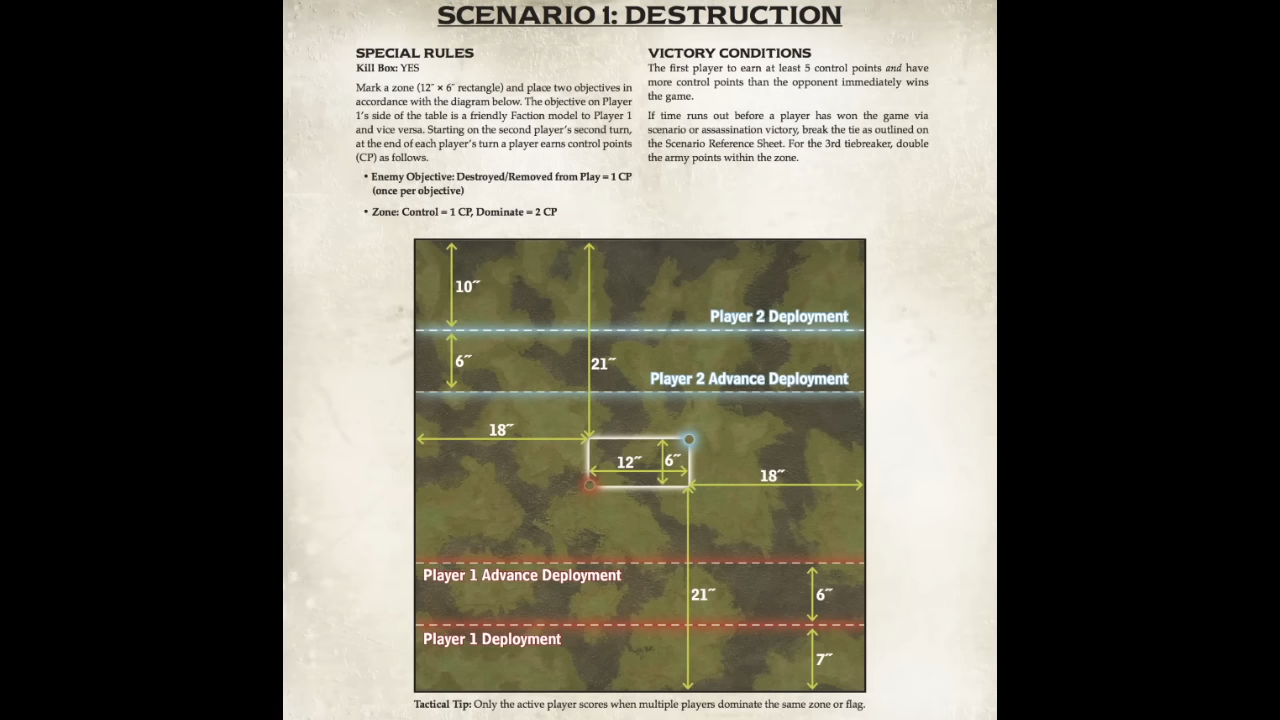 SCENARIO 1: DESTRUCTION
SPECIAL RULES
Kill Box: YES
Mark a zone (12˝ × 6˝ rectangle) and place two objectives in
accordance with the diagram below. The objective on Player
1's side of the table is a friendly Faction model to Player 1
and vice versa. Starting on the second player's second turn,
at the end of each player's turn a player earns control points
(CP) as follows.
• Enemy Objective: Destroyed/Removed from Play = 1 CP
(once per objective)
• Zone: Control = 1 CP, Dominate = 2 CP
VICTORY CONDITIONS
The first player to earn at least 5 control points and have
more control points than the opponent immediately wins
the game.
If time runs out before a player has won the game via
scenario or assassination victory, break the tie as outlined on
the Scenario Reference Sheet. For the 3rd tiebreaker, double
the army points within the zone.
10˝
Player 2 Deployment
6˝
21˝
Player 2 Advance Deployment
18˝
12˝
6˝
18˝
Player 1 Advance Deployment
21˝
6˝
Player 1 Deployment
7˝
Tactical Tip: Only the active player scores when multiple players dominate the same zone or flag.